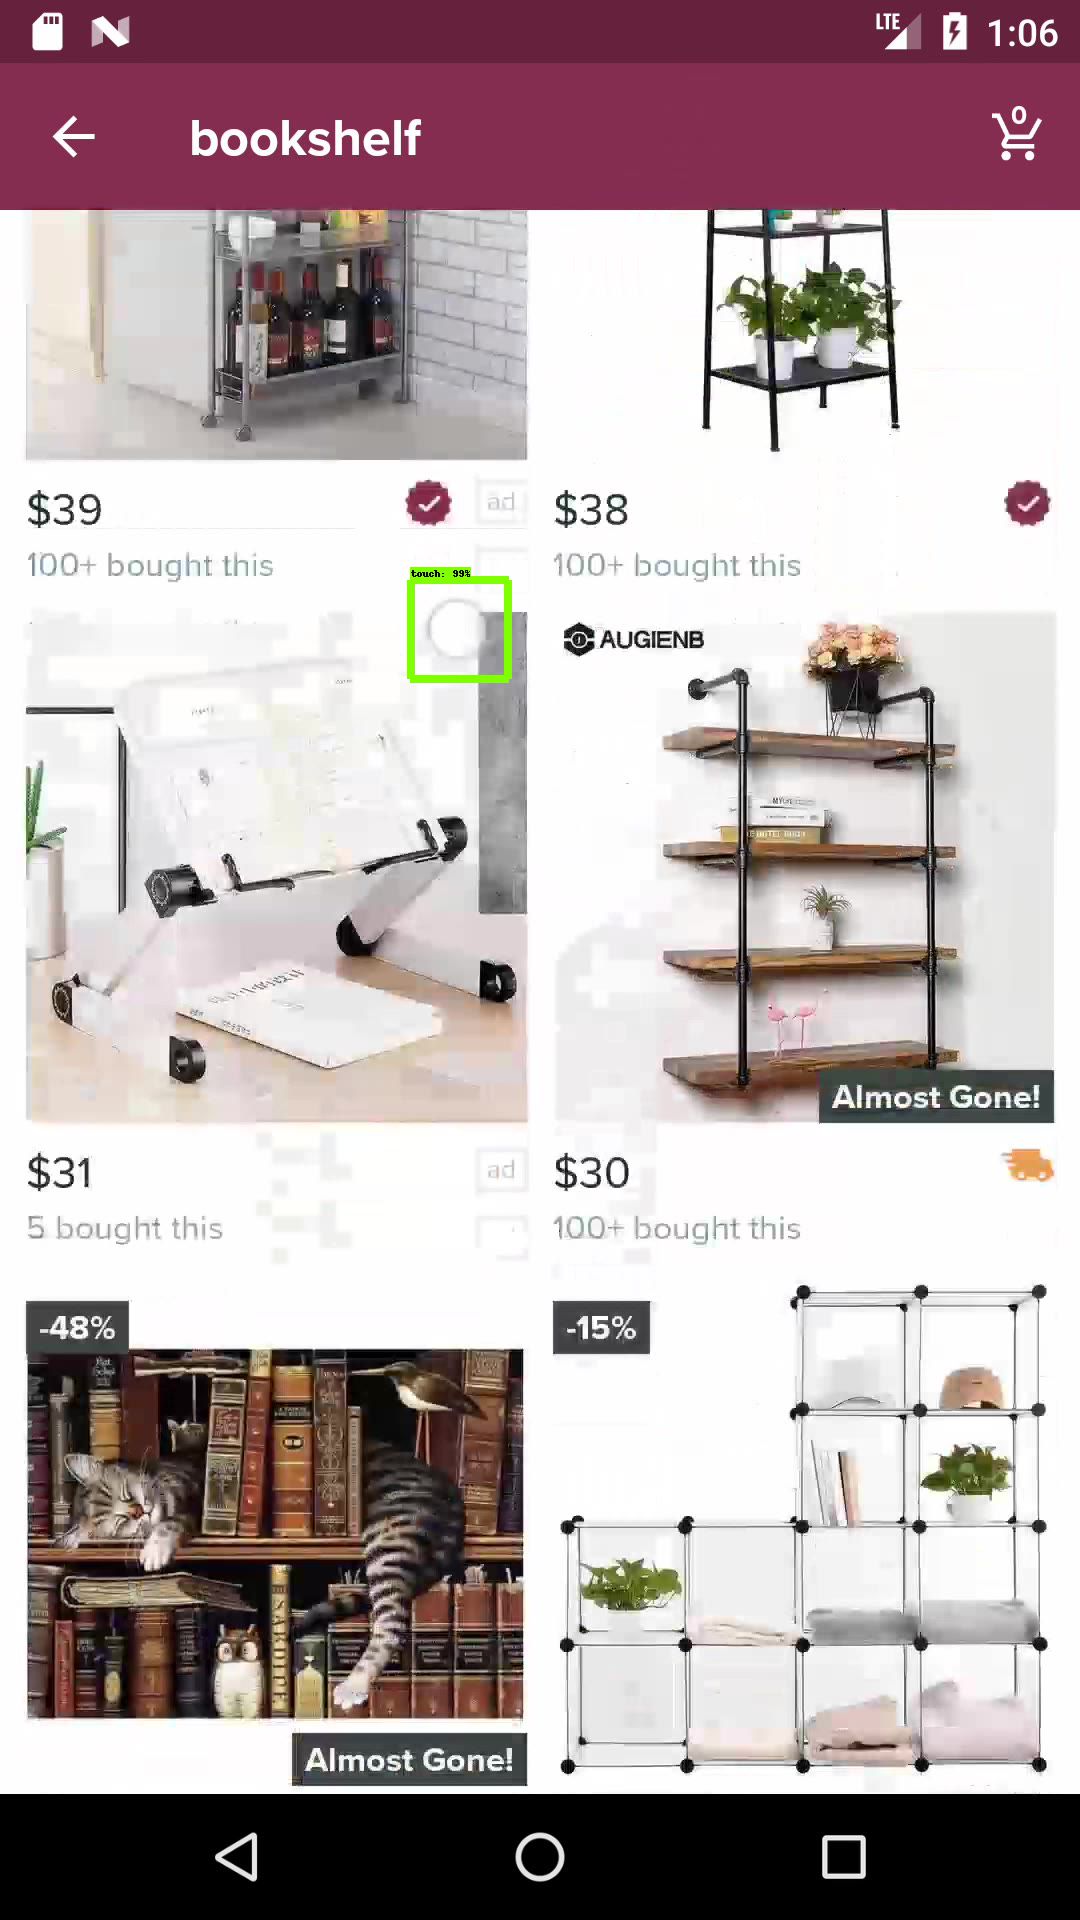 LTE 1:06
bookshelf
0
$39 ad
100+ bought this
$38
100+ bought this
touch: 99%
AUGIENB
Almost Gone!
$31 ad
5 bought this
$30
100+ bought this
-48%
-15%
Almost Gone!